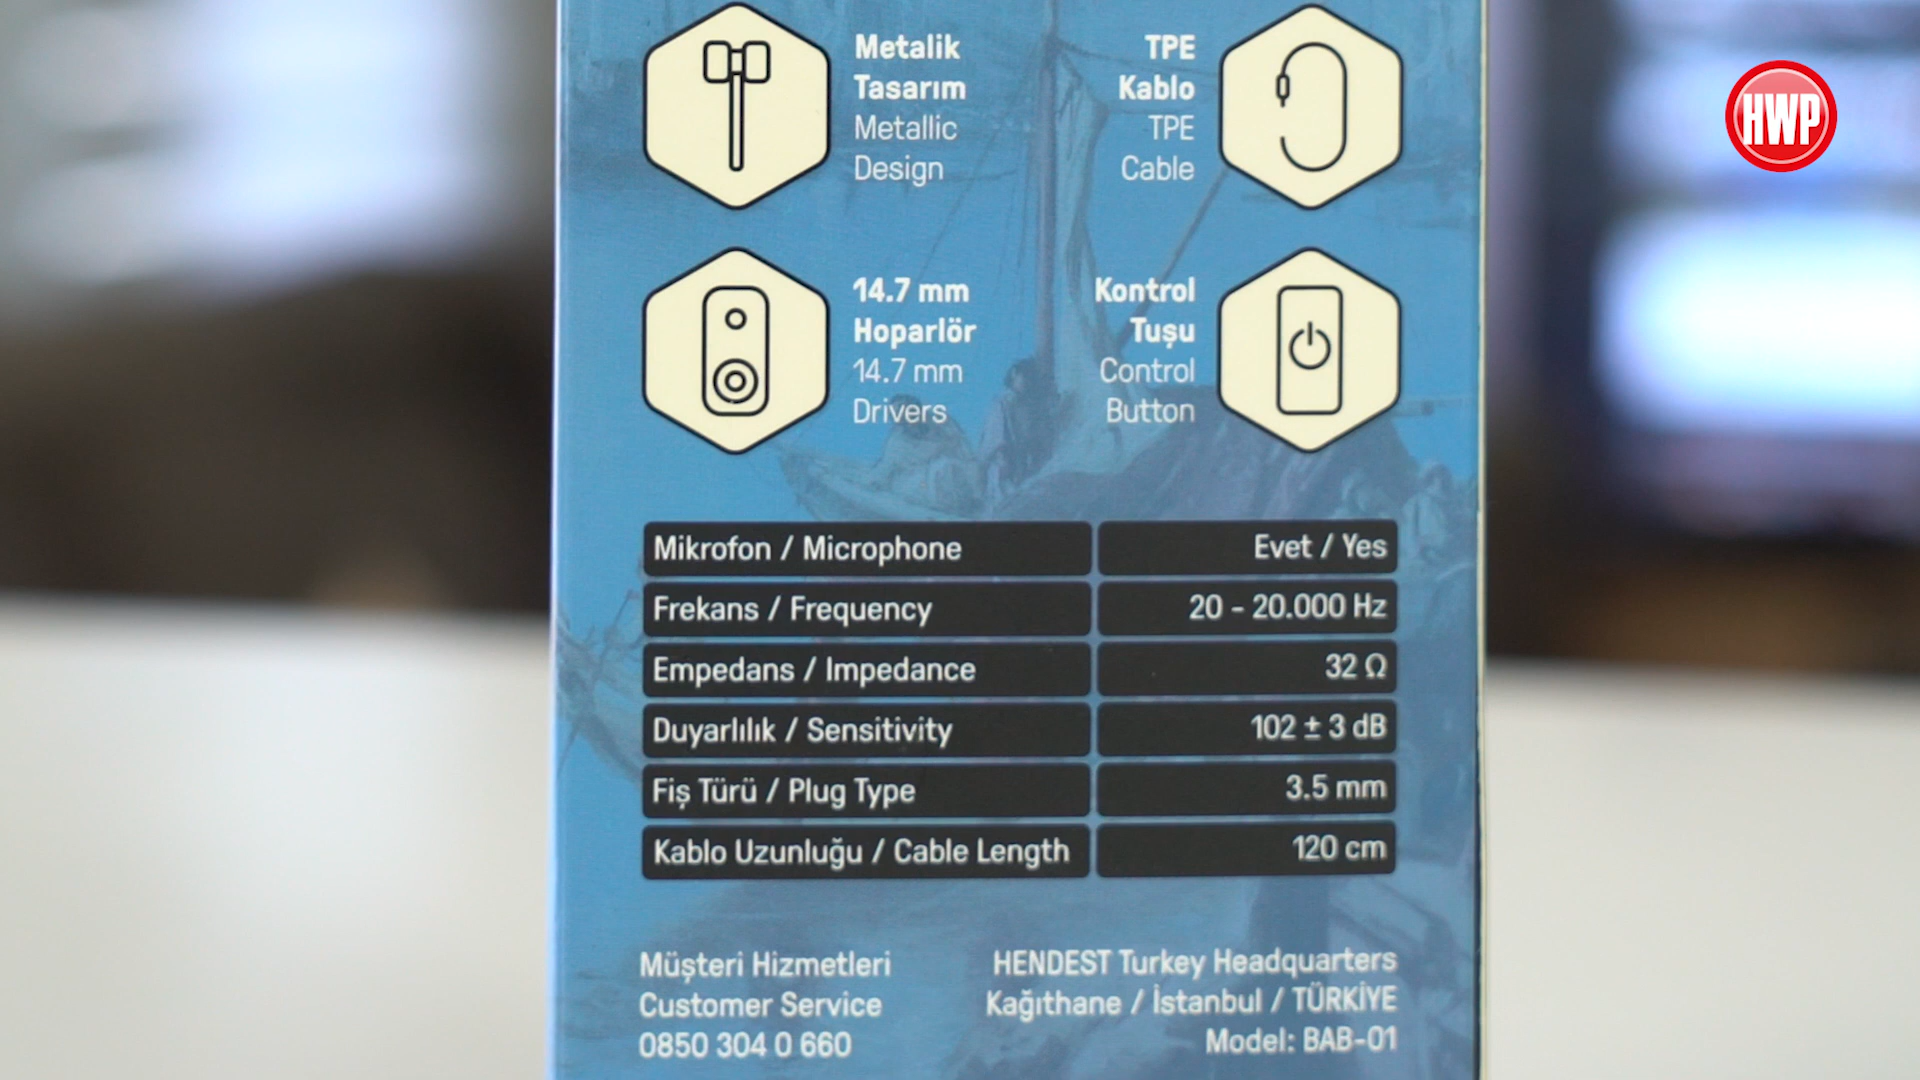 HWP
Metalik
Tasarım
Metallic
Design
TPE
Kablo
TPE
Cable
14.7 mm
Hoparlör
14.7 mm
Drivers
Kontrol
Tuşu
Control
Button
Mikrofon / Microphone Evet / Yes
Frekans / Frequency 20 - 20.000 Hz
Empedans / Impedance 32 Ω
Duyarlılık / Sensitivity 102 ± 3 dB
Fiş Türü / Plug Type 3.5 mm
Kablo Uzunluğu / Cable Length 120 cm
Müşteri Hizmetleri
Customer Service
0850 304 0 660
HENDEST Turkey Headquarters
Kağıthane / İstanbul / TÜRKİYE
Model: BAB-01